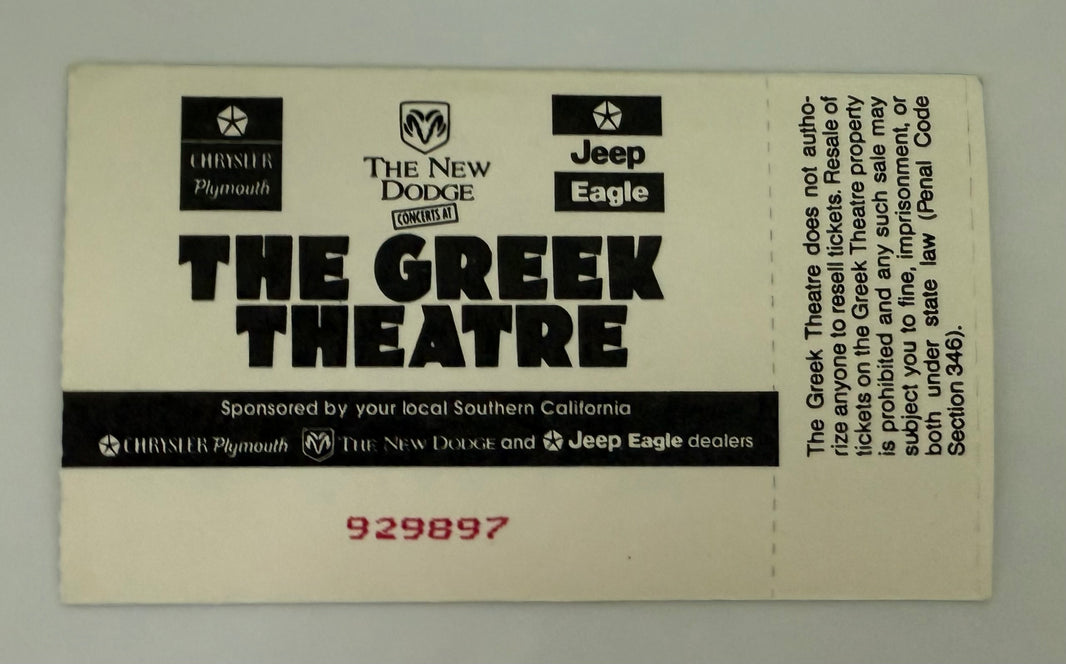 CHRYSLER
Plymouth
THE NEW
DODGE
Jeep
Eagle
CONCERTS AT
THE GREEK
THEATRE
Sponsored by your local Southern California
CHRYSLER Plymouth THE NEW DODGE and Jeep Eagle dealers
929897
The Greek Theatre does not autho-
rize anyone to resell tickets. Resale of
tickets on the Greek Theatre property
is prohibited and any such sale may
subject you to fine, imprisonment, or
both under state law (Penal Code
Section 346).